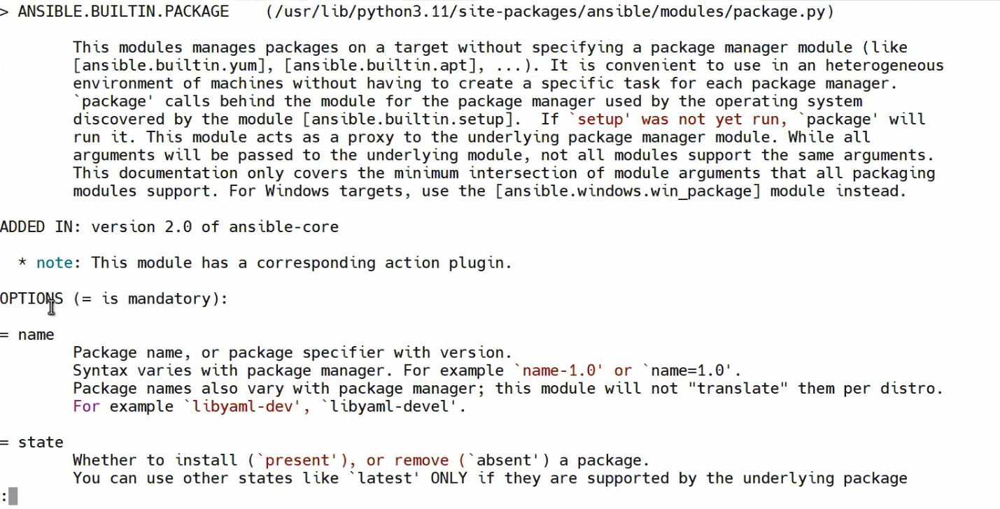 > ANSIBLE.BUILTIN.PACKAGE    (/usr/lib/python3.11/site-packages/ansible/modules/package.py)
This modules manages packages on a target without specifying a package manager module (like
[ansible.builtin.yum], [ansible.builtin.apt], ...). It is convenient to use in an heterogeneous
environment of machines without having to create a specific task for each package manager.
`package' calls behind the module for the package manager used by the operating system
discovered by the module [ansible.builtin.setup].  If `setup' was not yet run, `package' will
run it. This module acts as a proxy to the underlying package manager module. While all
arguments will be passed to the underlying module, not all modules support the same arguments.
This documentation only covers the minimum intersection of module arguments that all packaging
modules support. For Windows targets, use the [ansible.windows.win_package] module instead.
ADDED IN: version 2.0 of ansible-core
* note: This module has a corresponding action plugin.
OPTIONS (= is mandatory):
= name
Package name, or package specifier with version.
Syntax varies with package manager. For example `name-1.0' or `name=1.0'.
Package names also vary with package manager; this module will not "translate" them per distro.
For example `libyaml-dev', `libyaml-devel'.
= state
Whether to install (`present'), or remove (`absent') a package.
You can use other states like `latest' ONLY if they are supported by the underlying package
: